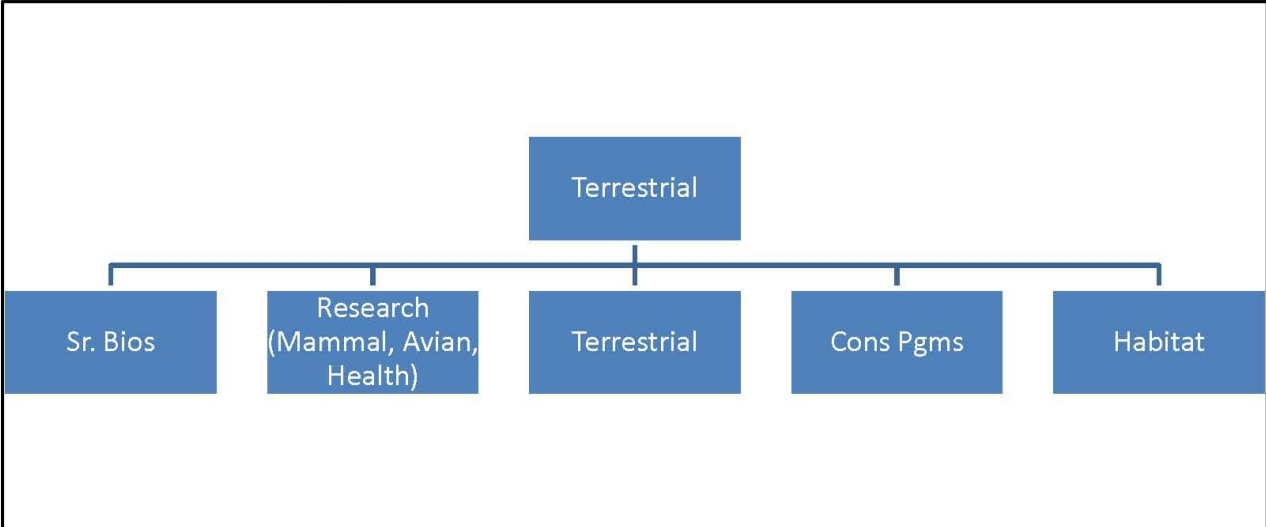 Terrestrial
Sr. Bios
Research
(Mammal, Avian,
Health)
Terrestrial
Cons Pgms
Habitat